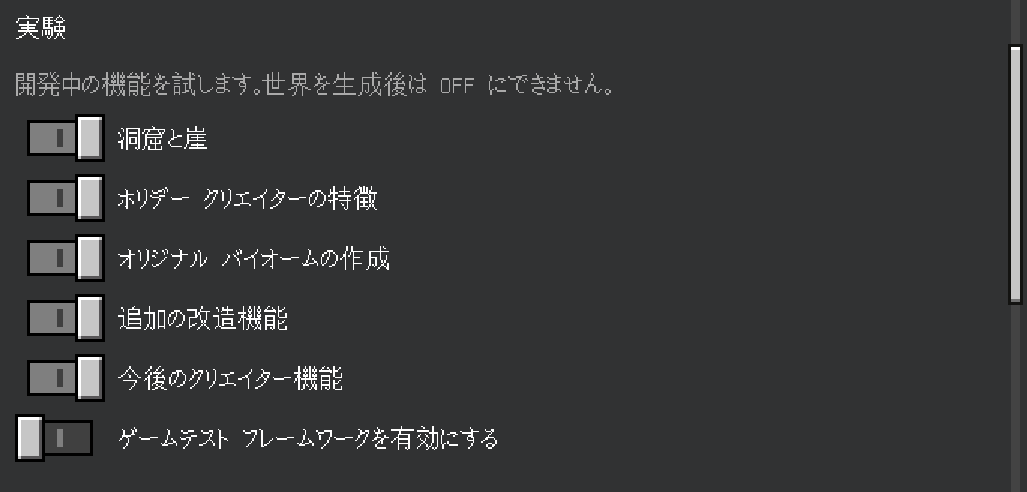 実験
開発中の機能を試します。世界を生成後は OFF にできません。
洞窟と崖
ホリデー クリエイターの特徴
オリジナル バイオームの作成
追加の改造機能
今後のクリエイター機能
ゲームテスト フレームワークを有効にする